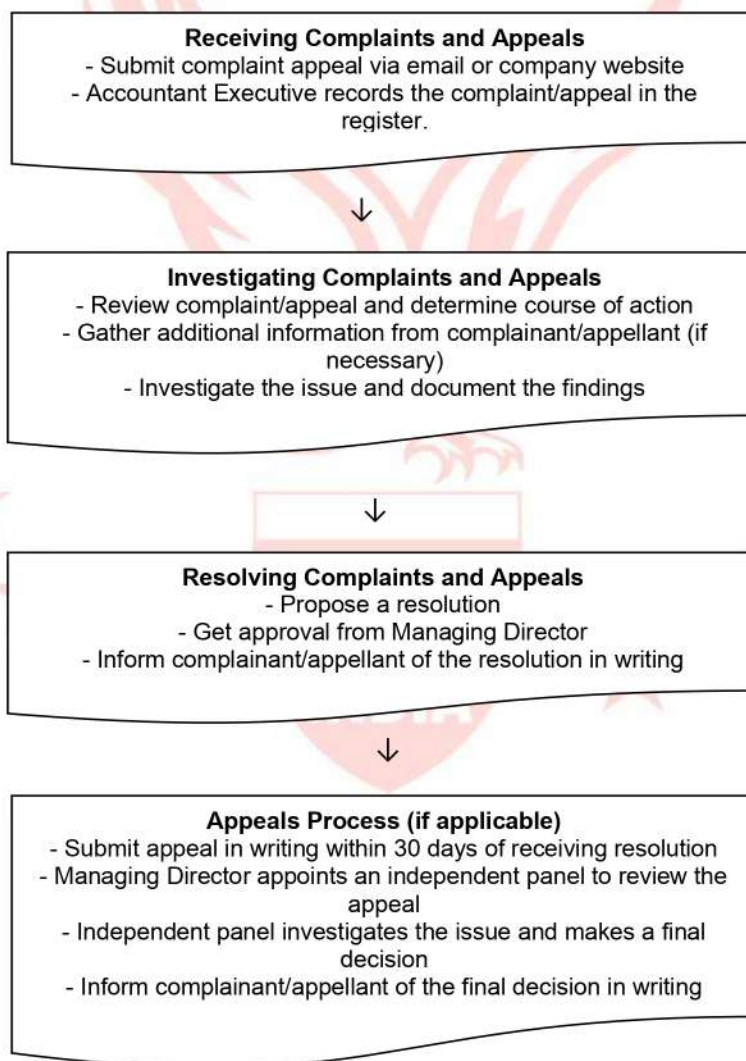 Receiving Complaints and Appeals
- Submit complaint appeal via email or company website
- Accountant Executive records the complaint/appeal in the
register.
↓
Investigating Complaints and Appeals
- Review complaint/appeal and determine course of action
- Gather additional information from complainant/appellant (if
necessary)
- Investigate the issue and document the findings
↓
Resolving Complaints and Appeals
- Propose a resolution
- Get approval from Managing Director
- Inform complainant/appellant of the resolution in writing
↓
Appeals Process (if applicable)
- Submit appeal in writing within 30 days of receiving resolution
- Managing Director appoints an independent panel to review the
appeal
- Independent panel investigates the issue and makes a final
decision
- Inform complainant/appellant of the final decision in writing